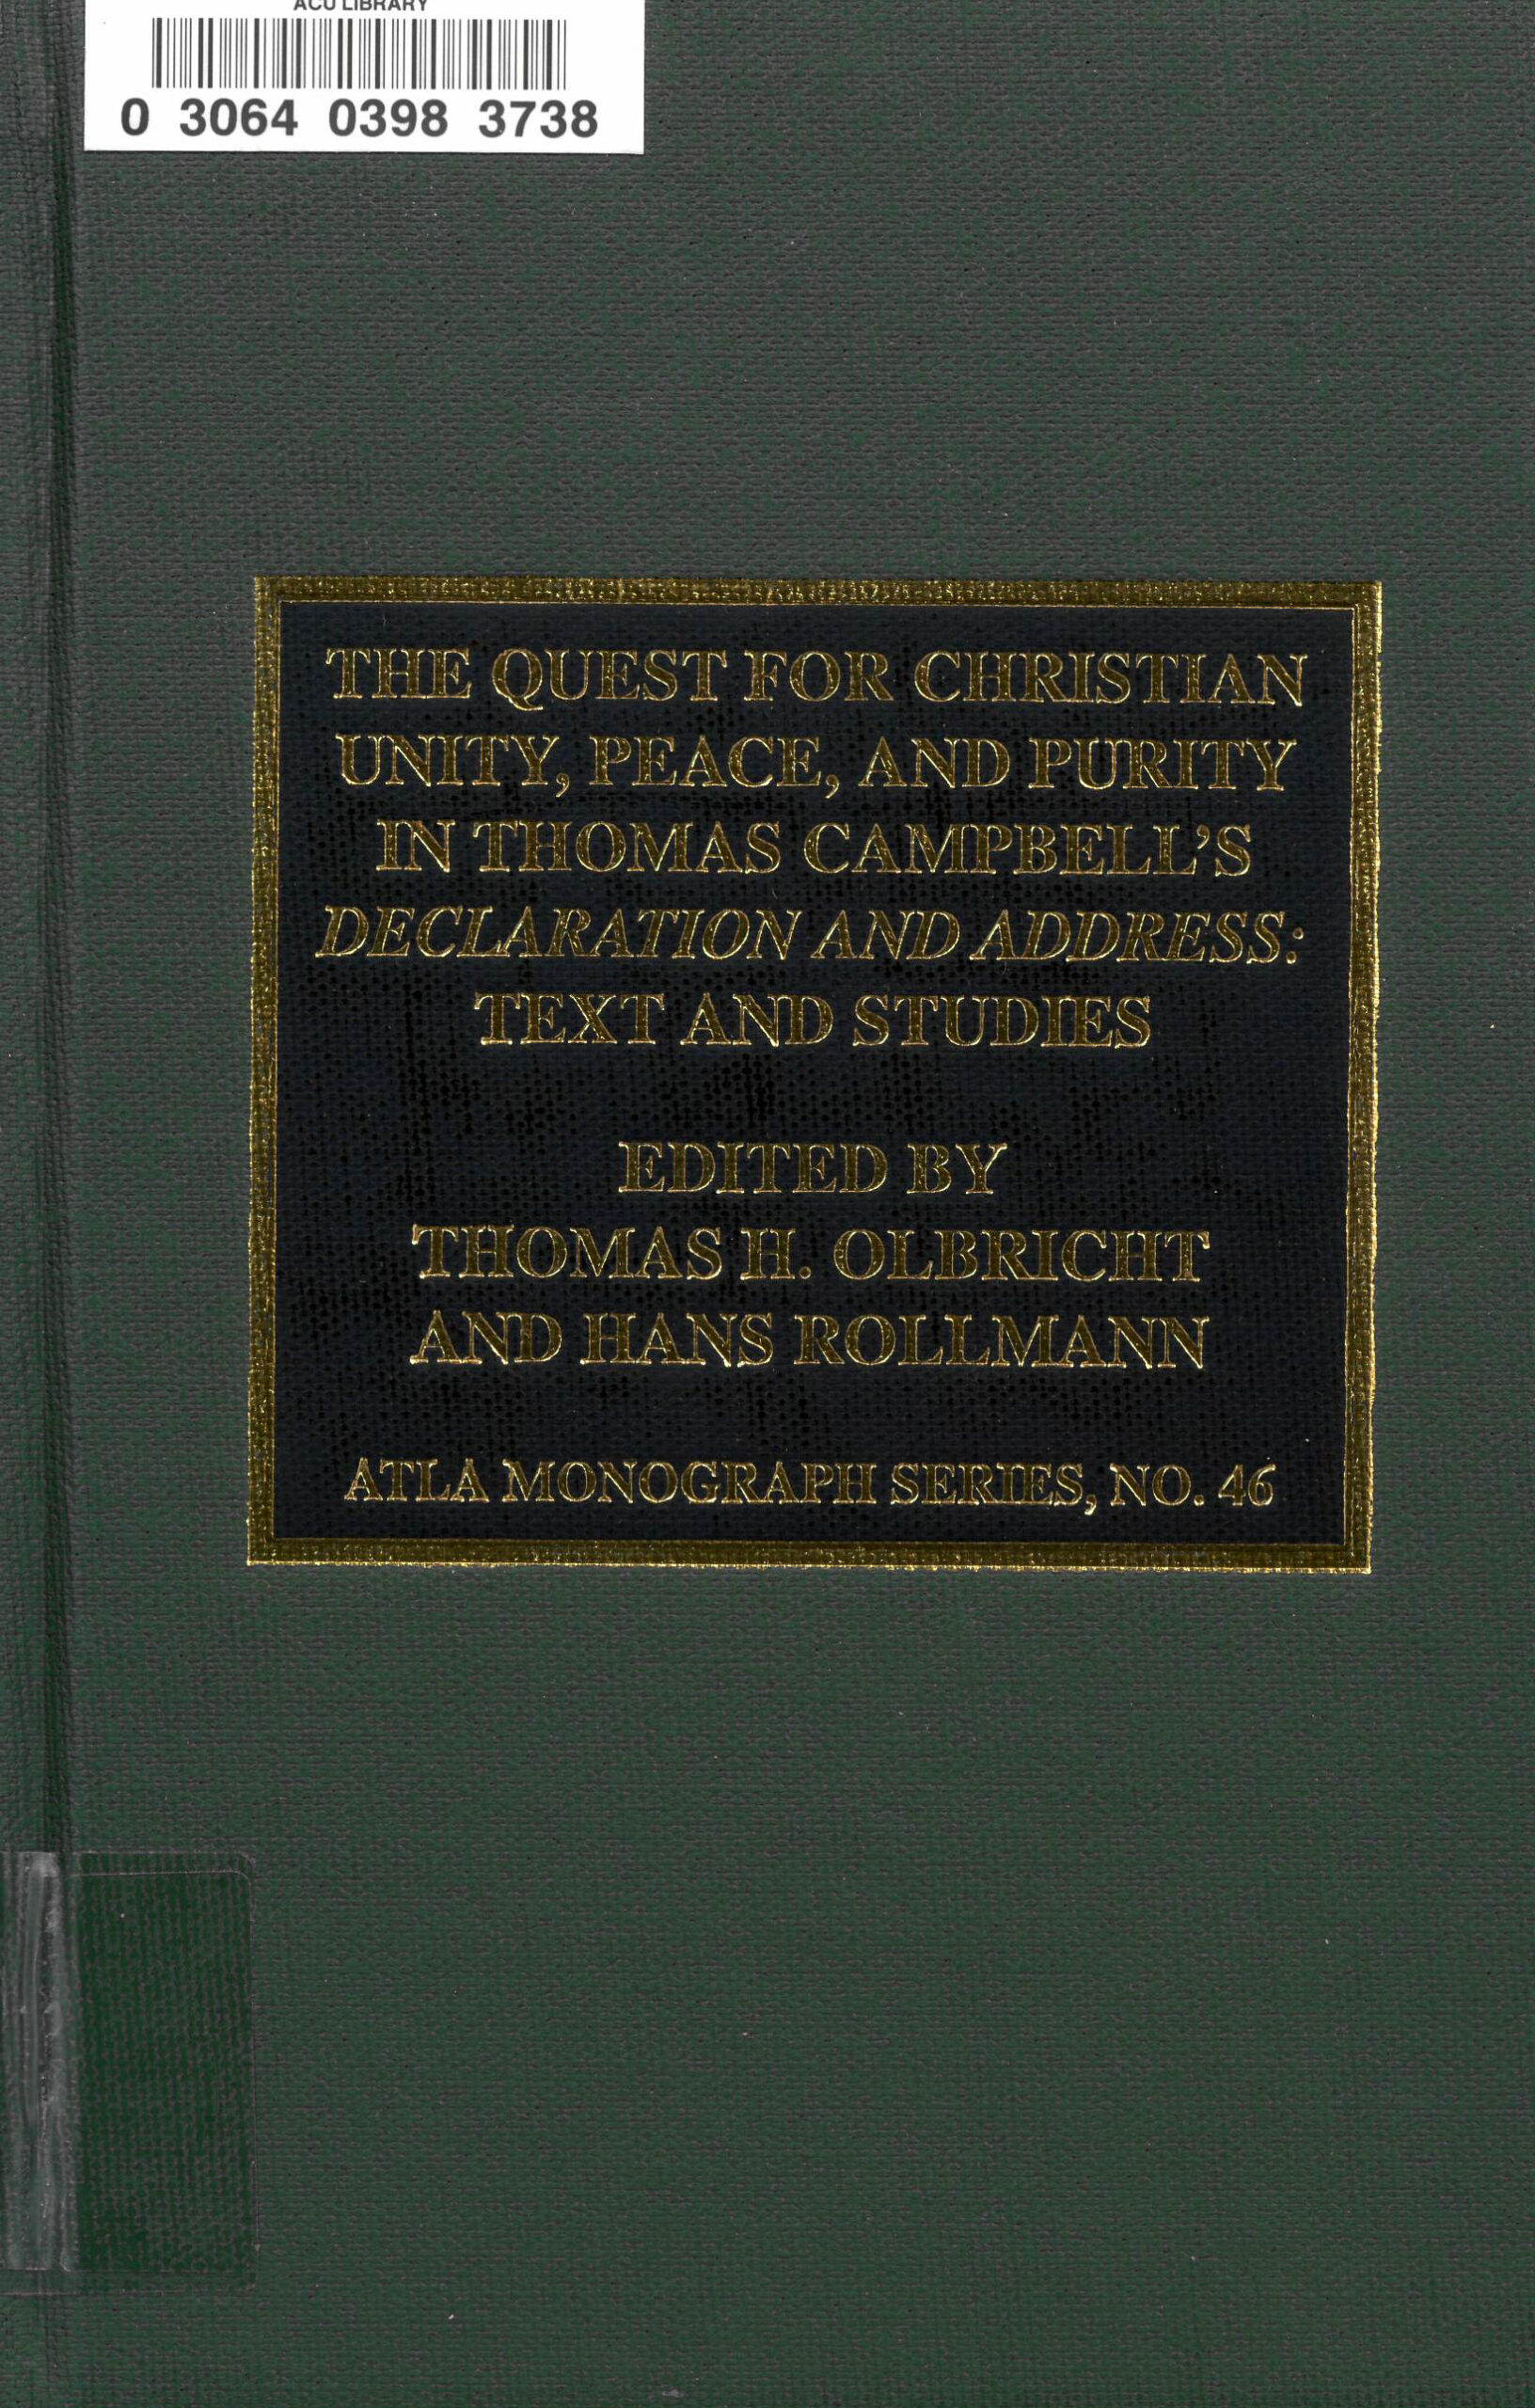 ACU LIBRARY
0 3064 0398 3738
THE QUEST FOR CHRISTIAN
UNITY, PEACE, AND PURITY
IN THOMAS CAMPBELL'S
DECLARATION AND ADDRESS:
TEXT AND STUDIES
EDITED BY
THOMAS H. OLBRICHT
AND HANS ROLLMANN
ATLA MONOGRAPH SERIES, NO. 46